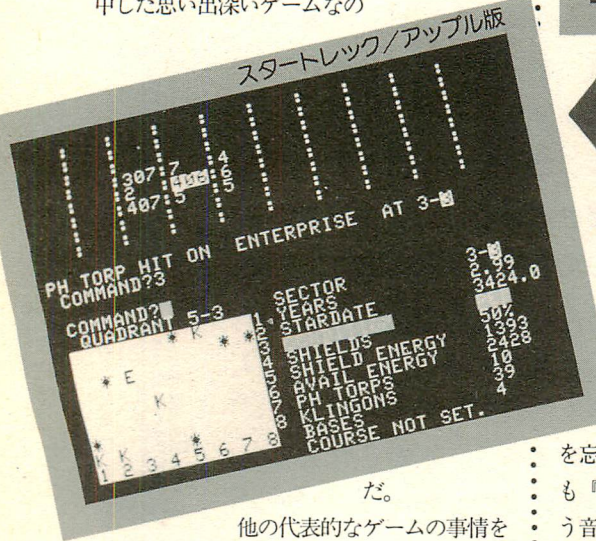 中した思い出深いゲームなの
スタートレック/アップル版
307 7 4
2 6
407 5 5
PH TORP HIT ON ENTERPRISE AT 3-
COMMAND?3
COMMAND?
QUADRANT 5-3
1
2
3
4
5
6
7
8
K
E
K
K K
1 2 3 4 5 6 7 8
SECTOR 3-
YEARS 2.99
STARDATE 3424.0
SHIELDS 50%
SHIELD ENERGY 1393
AVAIL ENERGY 2428
PH TORPS 10
KLINGONS 39
BASES 4
COURSE NOT SET.
だ。
他の代表的なゲームの事情を
を忘
も『
う音